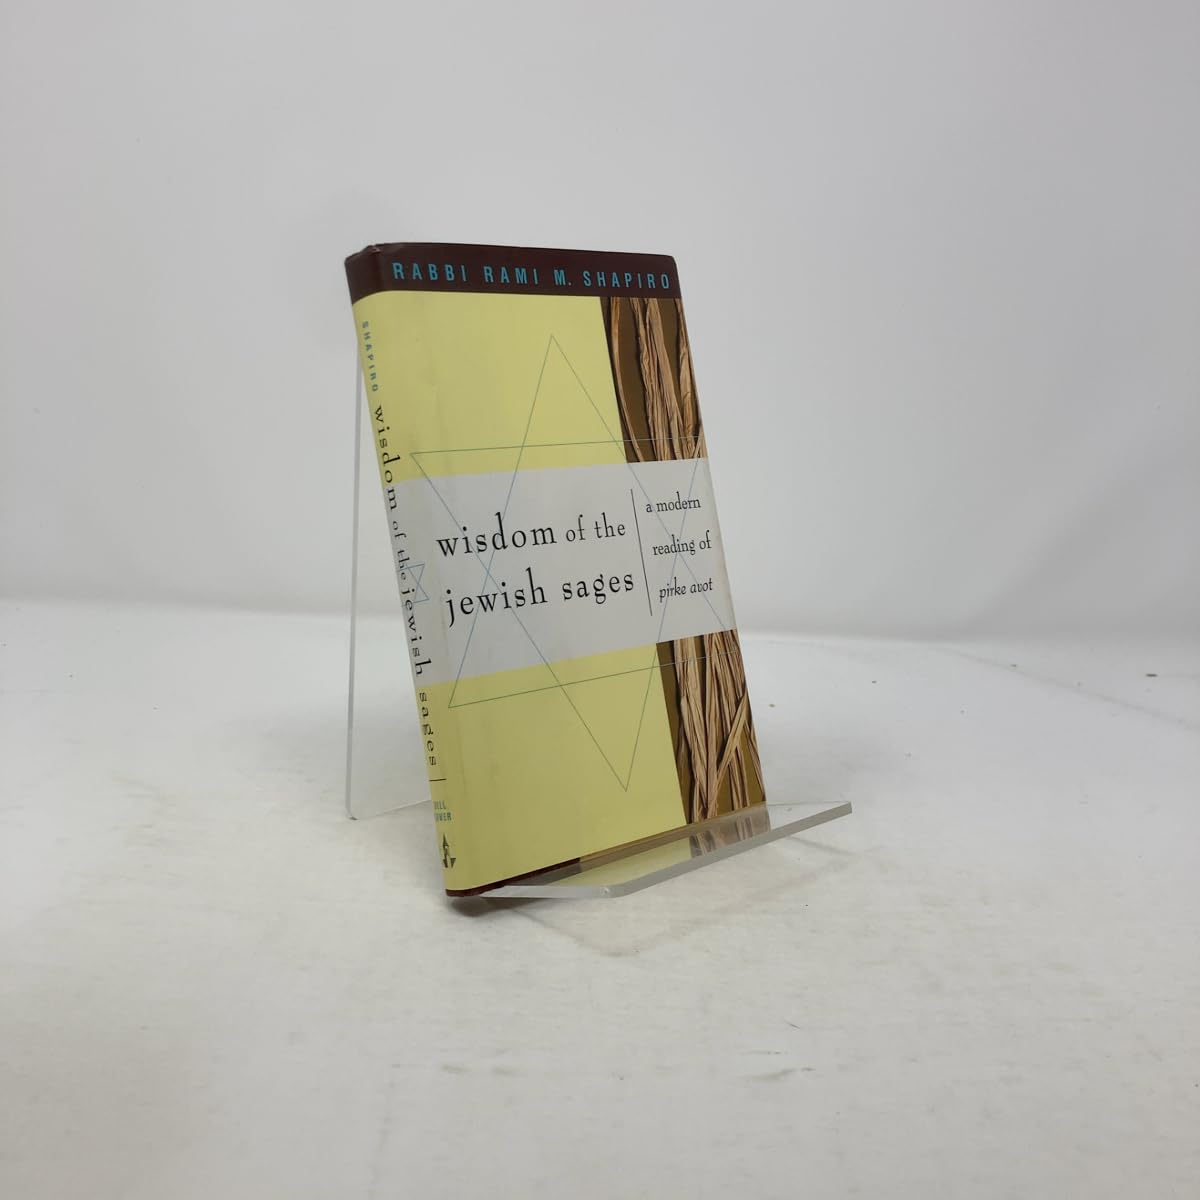 RABBI RAMI M. SHAPIRO
wisdom of the
jewish sages
a modern
reading of
pirke avot
SHAPIRO wisdom of the jewish sages